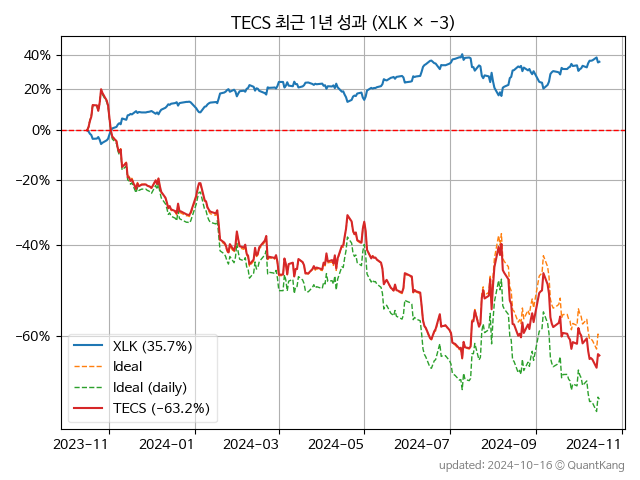 TECS 최근 1년 성과 (XLK × −3)
40%
20%
0%
−20%
−40%
−60%
XLK (35.7%)
Ideal
Ideal (daily)
TECS (−63.2%)
2023−11 2024−01 2024−03 2024−05 2024−07 2024−09 2024−11
updated: 2024-10-16 © QuantKang